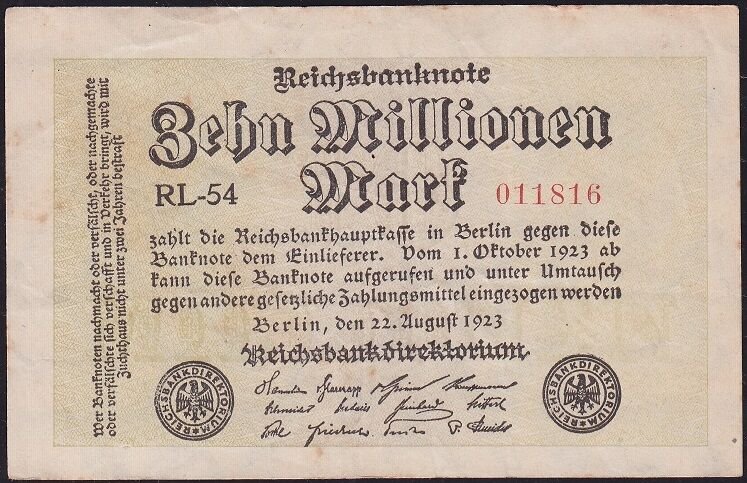 Reichsbanknote
Zehn Millionen
Mark
RL-54
011816
zahlt die Reichsbankhauptkasse in Berlin gegen diese
Banknote dem Einlieferer. Vom 1. Oktober 1923 ab
kann diese Banknote aufgerufen und unter Umtausch
gegen andere gesetzliche Zahlungsmittel eingezogen werden
Berlin, den 22. August 1923
Reichsbankdirektorium
REICHSBANKDIREKTORIUM
REICHSBANKDIREKTORIUM
Wer Banknoten nachmacht oder verfälscht, oder nachgemachte
oder verfälschte sich verschafft und in Verkehr bringt, wird mit
Zuchthaus nicht unter zwei Jahren bestraft